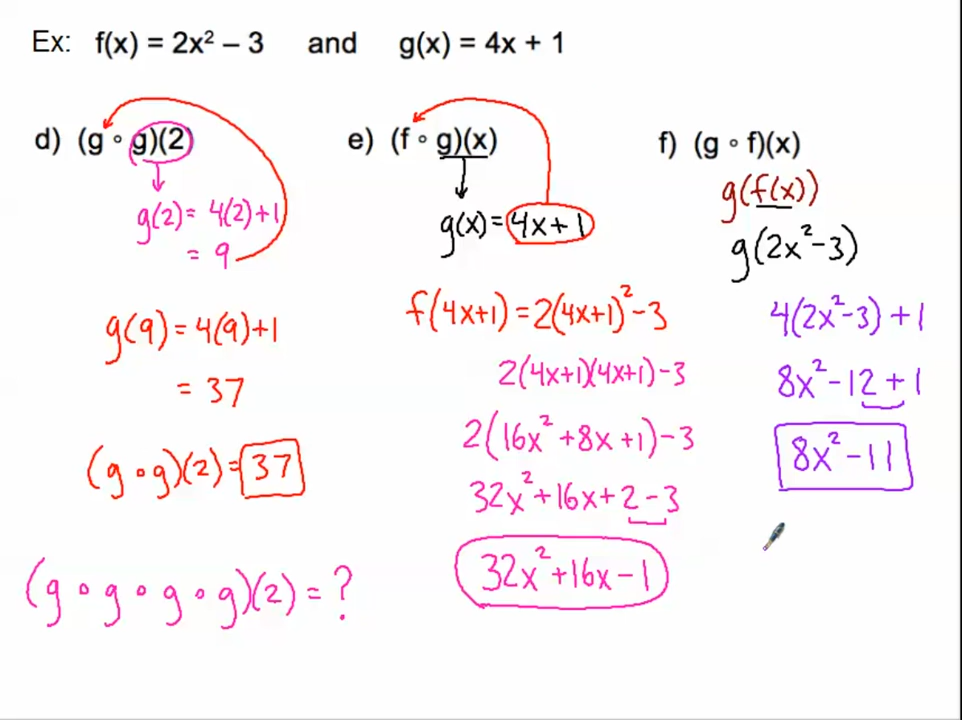 Ex: f(x) = 2x² – 3 and g(x) = 4x + 1
d) (g ∘ g)(2)
g(2) = 4(2)+1
= 9
g(9) = 4(9)+1
= 37
(g ∘ g)(2) = 37
(g ∘ g ∘ g ∘ g)(2) = ?
e) (f ∘ g)(x)
g(x) = 4x+1
f(4x+1) = 2(4x+1)² - 3
2(4x+1)(4x+1) - 3
2(16x² + 8x + 1) - 3
32x² + 16x + 2 - 3
32x² + 16x - 1
f) (g ∘ f)(x)
g(f(x))
g(2x² - 3)
4(2x² - 3) + 1
8x² - 12 + 1
8x² - 11